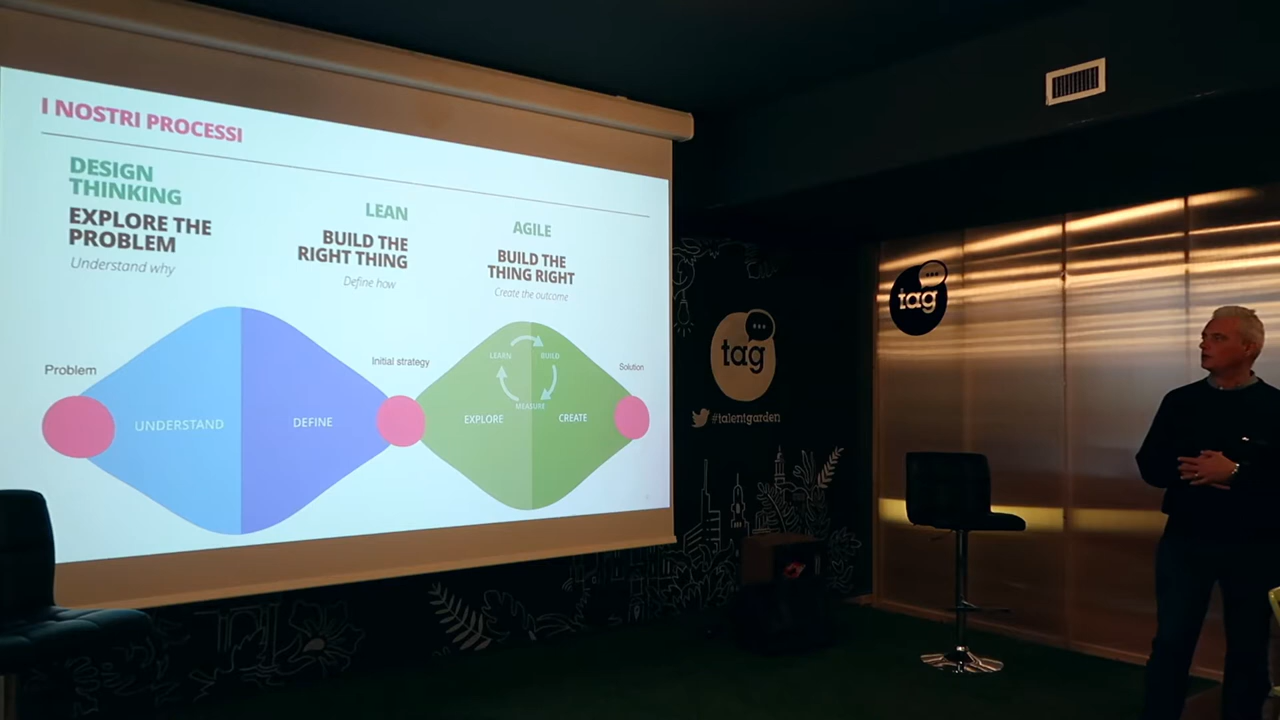 I NOSTRI PROCESSI
DESIGN
THINKING
EXPLORE THE
PROBLEM
Understand why
LEAN
BUILD THE
RIGHT THING
Define how
AGILE
BUILD THE
THING RIGHT
Create the outcome
Problem
UNDERSTAND
DEFINE
Initial strategy
LEARN
BUILD
MEASURE
EXPLORE
CREATE
Solution
tag
#talentgarden
tag